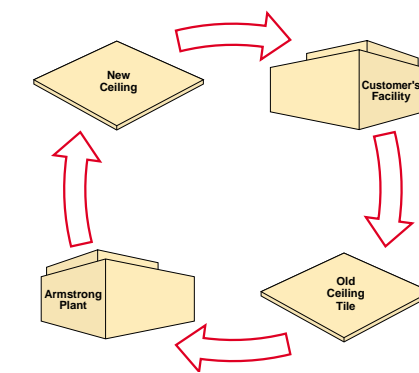 New
Ceiling
Customer's
Facility
Old
Ceiling
Tile
Armstrong
Plant